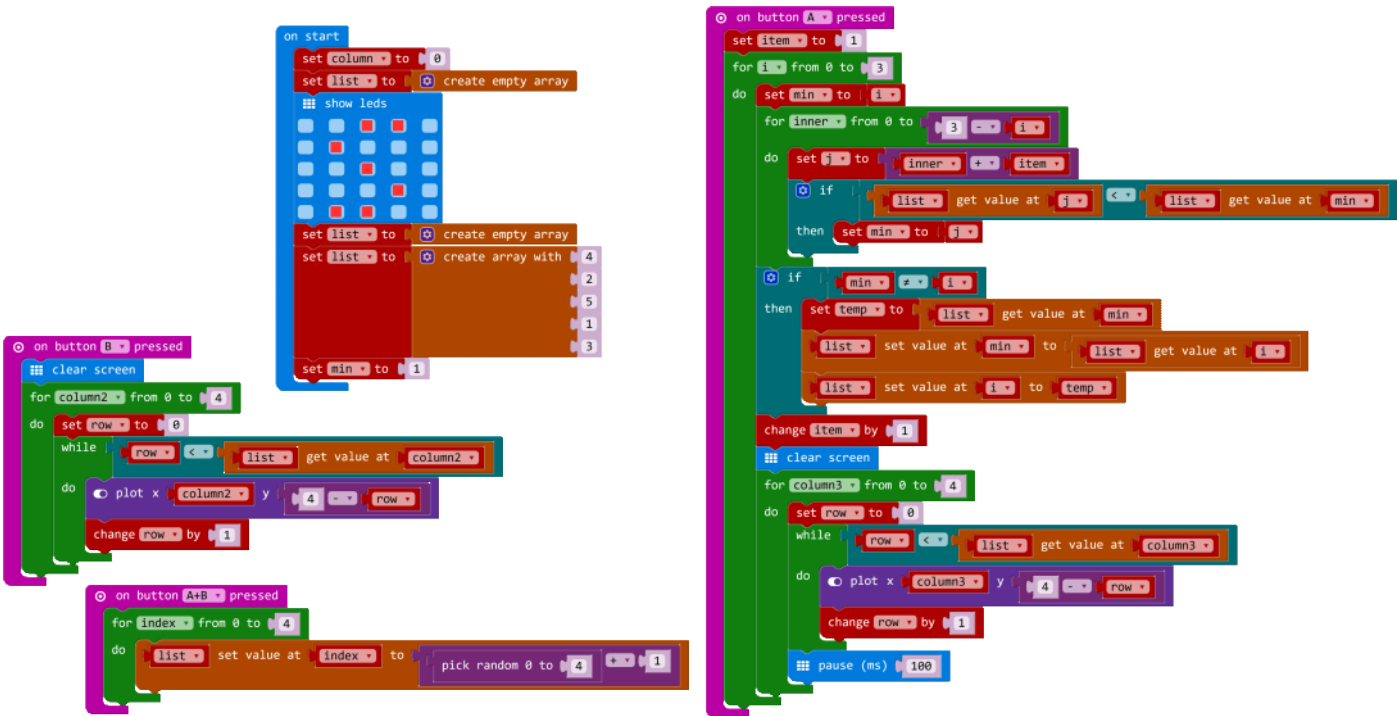 on start
set column to 0
set list to create empty array
show leds
set list to create empty array
set list to create array with 4
2
5
1
3
set min to 1
on button B pressed
clear screen
for column2 from 0 to 4
do set row to 0
while row < list get value at column2
do plot x column2 y 4 - row
change row by 1
on button A+B pressed
for index from 0 to 4
do list set value at index to pick random 0 to 4 + 1
on button A pressed
set item to 1
for i from 0 to 3
do set min to i
for inner from 0 to 3 - i
do set j to inner + item
if list get value at j < list get value at min
then set min to j
if min ≠ i
then set temp to list get value at min
list set value at min to list get value at i
list set value at i to temp
change item by 1
clear screen
for column3 from 0 to 4
do set row to 0
while row < list get value at column3
do plot x column3 y 4 - row
change row by 1
pause (ms) 100